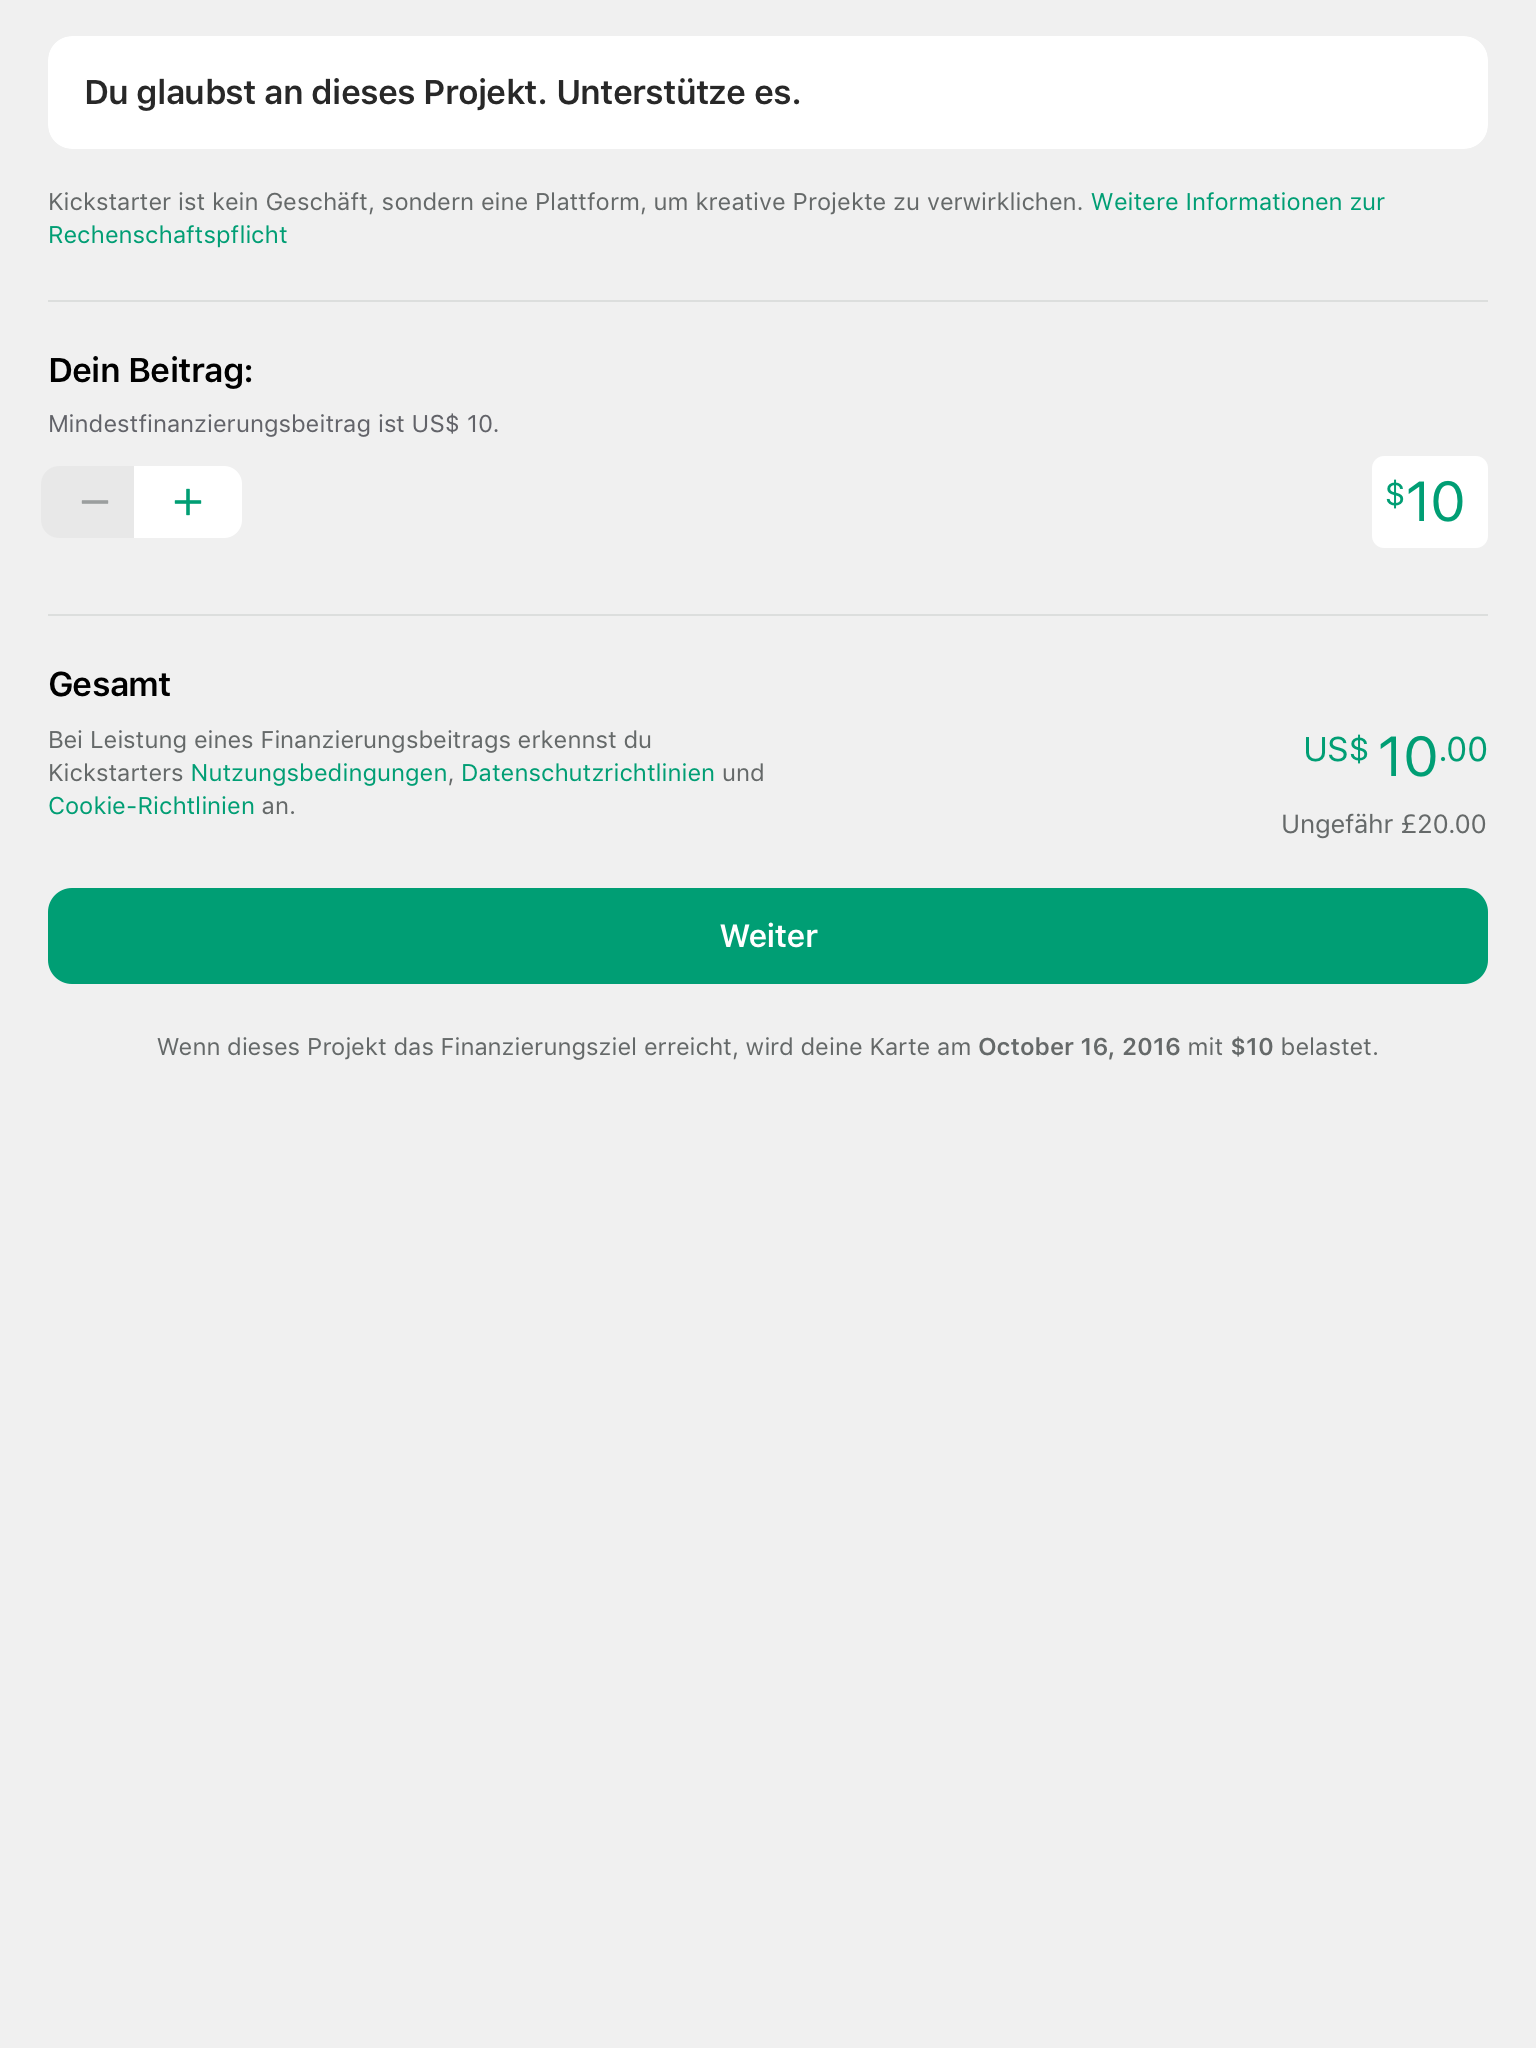 Du glaubst an dieses Projekt. Unterstütze es.
Kickstarter ist kein Geschäft, sondern eine Plattform, um kreative Projekte zu verwirklichen. Weitere Informationen zur
Rechenschaftspflicht
Dein Beitrag:
Mindestfinanzierungsbeitrag ist US$ 10.
$10
Gesamt
Bei Leistung eines Finanzierungsbeitrags erkennst du
Kickstarters Nutzungsbedingungen, Datenschutzrichtlinien und
Cookie-Richtlinien an.
US$ 10.00
Ungefähr £20.00
Weiter
Wenn dieses Projekt das Finanzierungsziel erreicht, wird deine Karte am October 16, 2016 mit $10 belastet.